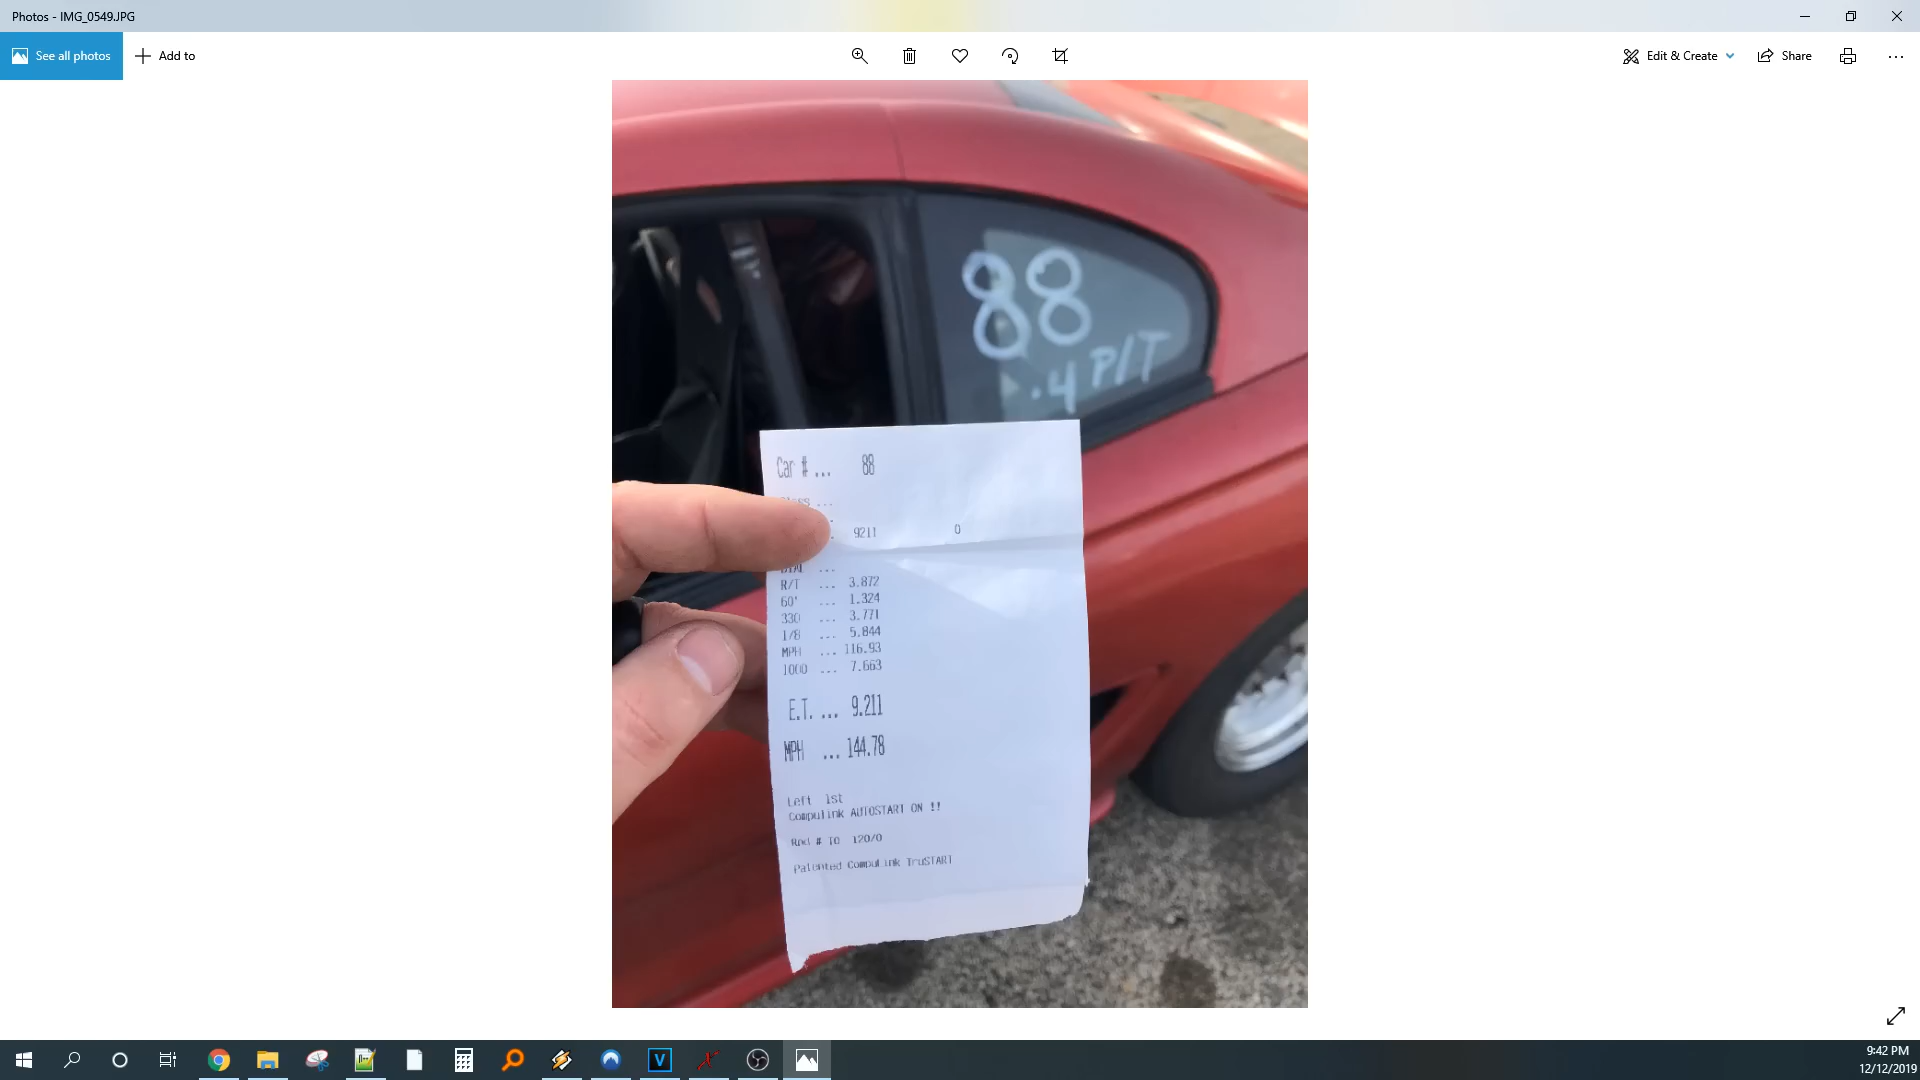 Photos - IMG_0549.JPG
See all photos
Add to
Edit & Create
Share
88
.4 P/T
Car # ... 88
...
9211 0
...
R/T ... 3.872
60' ... 1.324
330 ... 3.771
1/8 ... 5.844
MPH ... 116.93
1000 ... 7.663
E.T. ... 9.211
MPH ... 144.78
Left 1st
Compulink AUTOSTART ON !!
Rnd # ID 120/0
Patented CompuLink TruSTART
V
9:42 PM
12/12/2019